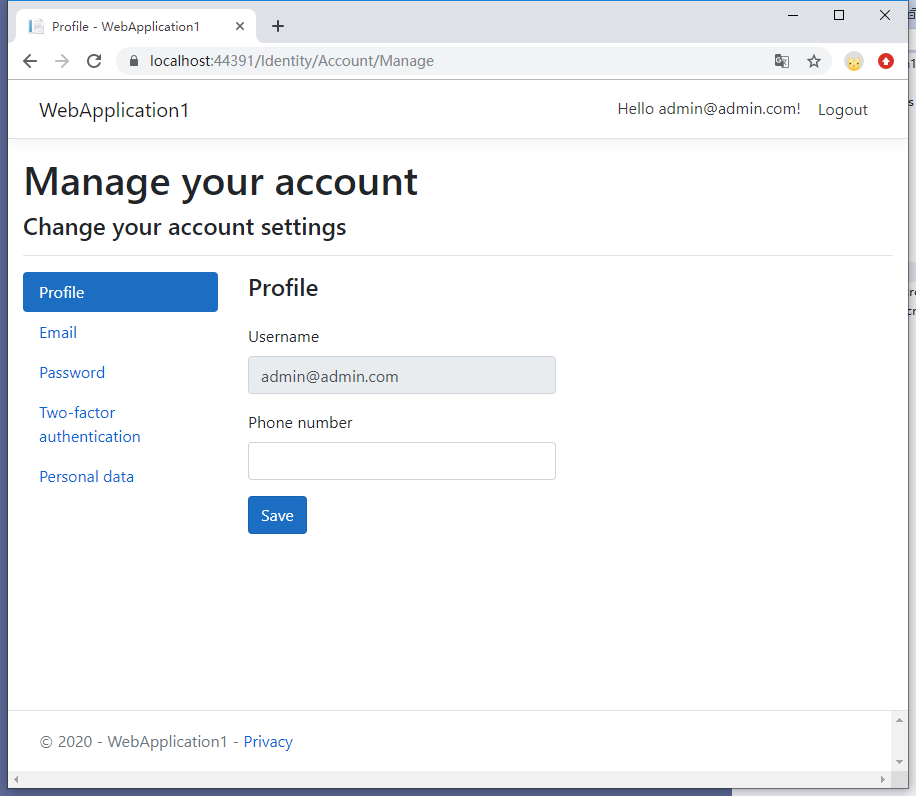 Profile - WebApplication1
localhost:44391/Identity/Account/Manage
WebApplication1
Hello admin@admin.com!
Logout
Manage your account
Change your account settings
Profile
Email
Password
Two-factor
authentication
Personal data
Profile
Username
admin@admin.com
Phone number
Save
© 2020 - WebApplication1 - Privacy